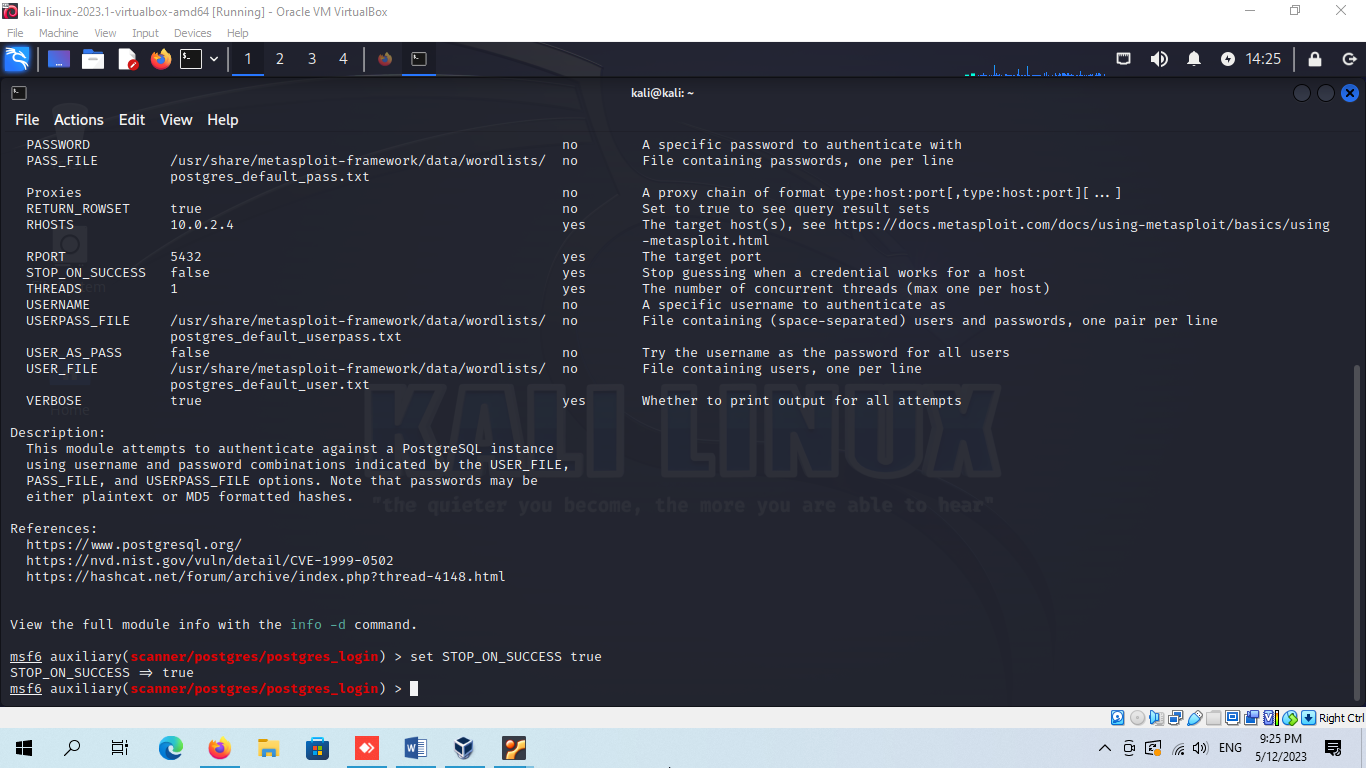 kali-linux-2023.1-virtualbox-amd64 [Running] - Oracle VM VirtualBox
File Machine View Input Devices Help
1 2 3 4 14:25
kali@kali: ~
File Actions Edit View Help
PASSWORD no A specific password to authenticate with
PASS_FILE /usr/share/metasploit-framework/data/wordlists/ no File containing passwords, one per line
postgres_default_pass.txt
Proxies no A proxy chain of format type:host:port[,type:host:port][...]
RETURN_ROWSET true no Set to true to see query result sets
RHOSTS 10.0.2.4 yes The target host(s), see https://docs.metasploit.com/docs/using-metasploit/basics/using
-metasploit.html
RPORT 5432 yes The target port
STOP_ON_SUCCESS false yes Stop guessing when a credential works for a host
THREADS 1 yes The number of concurrent threads (max one per host)
USERNAME no A specific username to authenticate as
USERPASS_FILE /usr/share/metasploit-framework/data/wordlists/ no File containing (space-separated) users and passwords, one pair per line
postgres_default_userpass.txt
USER_AS_PASS false no Try the username as the password for all users
USER_FILE /usr/share/metasploit-framework/data/wordlists/ no File containing users, one per line
postgres_default_user.txt
VERBOSE true yes Whether to print output for all attempts
Home
KALI LINUX
"the quieter you become, the more you are able to hear"
Description:
This module attempts to authenticate against a PostgreSQL instance
using username and password combinations indicated by the USER_FILE,
PASS_FILE, and USERPASS_FILE options. Note that passwords may be
either plaintext or MD5 formatted hashes.
References:
https://www.postgresql.org/
https://nvd.nist.gov/vuln/detail/CVE-1999-0502
https://hashcat.net/forum/archive/index.php?thread-4148.html
View the full module info with the info -d command.
msf6 auxiliary(scanner/postgres/postgres_login) > set STOP_ON_SUCCESS true
STOP_ON_SUCCESS => true
msf6 auxiliary(scanner/postgres/postgres_login) >
Right Ctrl
ENG 9:25 PM
5/12/2023